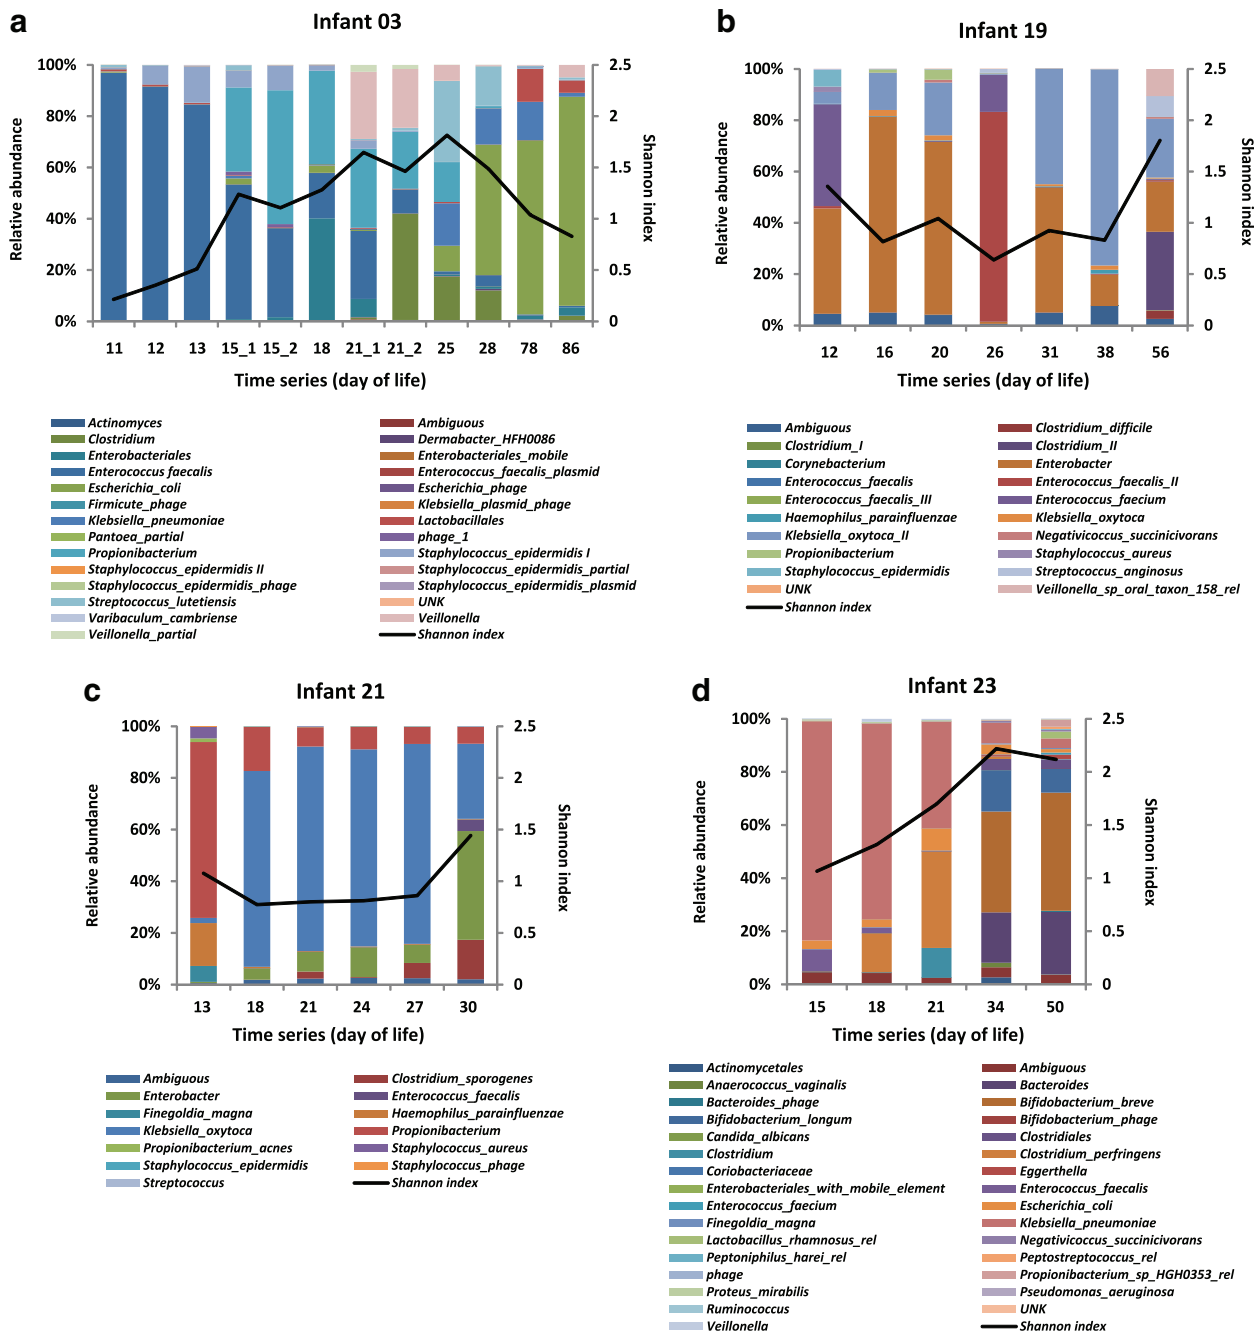 a
Infant 03
100%
80%
60%
40%
20%
0%
Relative abundance
2.5
2
1.5
1
0.5
0
Shannon index
11 12 13 15_1 15_2 18 21_1 21_2 25 28 78 86
Time series (day of life)
Actinomyces Ambiguous
Clostridium Dermabacter_HFH0086
Enterobacteriales Enterobacteriales_mobile
Enterococcus faecalis Enterococcus_faecalis_plasmid
Escherichia_coli Escherichia_phage
Firmicute_phage Klebsiella_plasmid_phage
Klebsiella_pneumoniae Lactobacillales
Pantoea_partial phage_1
Propionibacterium Staphylococcus_epidermidis I
Staphylococcus_epidermidis II Staphylococcus_epidermidis_partial
Staphylococcus_epidermidis_phage Staphylococcus_epidermidis_plasmid
Streptococcus_lutetiensis UNK
Varibaculum_cambriense Veillonella
Veillonella_partial Shannon index
b
Infant 19
100%
80%
60%
40%
20%
0%
Relative abundance
2.5
2
1.5
1
0.5
0
Shannon index
12 16 20 26 31 38 56
Time series (day of life)
Ambiguous Clostridium_difficile
Clostridium_I Clostridium_II
Corynebacterium Enterobacter
Enterococcus_faecalis Enterococcus_faecalis_II
Enterococcus_faecalis_III Enterococcus_faecium
Haemophilus_parainfluenzae Klebsiella_oxytoca
Klebsiella_oxytoca_II Negativicoccus_succinicivorans
Propionibacterium Staphylococcus_aureus
Staphylococcus_epidermidis Streptococcus_anginosus
UNK Veillonella_sp_oral_taxon_158_rel
Shannon index
c
Infant 21
100%
80%
60%
40%
20%
0%
Relative abundance
2.5
2
1.5
1
0.5
0
Shannon index
13 18 21 24 27 30
Time series (day of life)
Ambiguous Clostridium_sporogenes
Enterobacter Enterococcus_faecalis
Finegoldia_magna Haemophilus_parainfluenzae
Klebsiella_oxytoca Propionibacterium
Propionibacterium_acnes Staphylococcus_aureus
Staphylococcus_epidermidis Staphylococcus_phage
Streptococcus Shannon index
d
Infant 23
100%
80%
60%
40%
20%
0%
Relative abundance
2.5
2
1.5
1
0.5
0
Shannon index
15 18 21 34 50
Time series (day of life)
Actinomycetales Ambiguous
Anaerococcus_vaginalis Bacteroides
Bacteroides_phage Bifidobacterium_breve
Bifidobacterium_longum Bifidobacterium_phage
Candida_albicans Clostridiales
Clostridium Clostridium_perfringens
Coriobacteriaceae Eggerthella
Enterobacteriales_with_mobile_element Enterococcus_faecalis
Enterococcus_faecium Escherichia_coli
Finegoldia_magna Klebsiella_pneumoniae
Lactobacillus_rhamnosus_rel Negativicoccus_succinicivorans
Peptoniphilus_harei_rel Peptostreptococcus_rel
phage Propionibacterium_sp_HGH0353_rel
Proteus_mirabilis Pseudomonas_aeruginosa
Ruminococcus UNK
Veillonella Shannon index